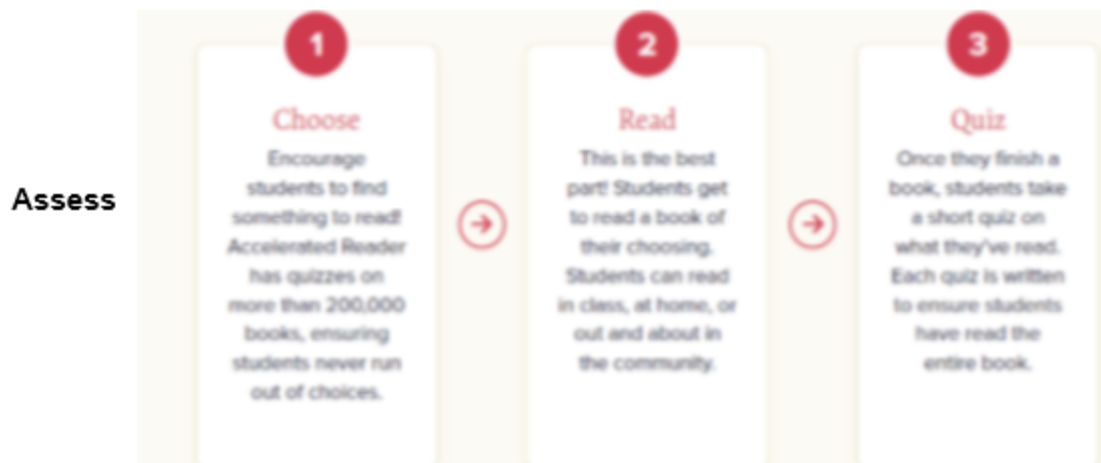 Assess
1
Choose
Encourage
students to find
something to read!
Accelerated Reader
has quizzes on
more than 200,000
books, ensuring
students never run
out of choices.
2
Read
This is the best
part! Students get
to read a book of
their choosing.
Students can read
in class, at home, or
out and about in
the community.
3
Quiz
Once they finish a
book, students take
a short quiz on
what they've read.
Each quiz is written
to ensure students
have read the
entire book.